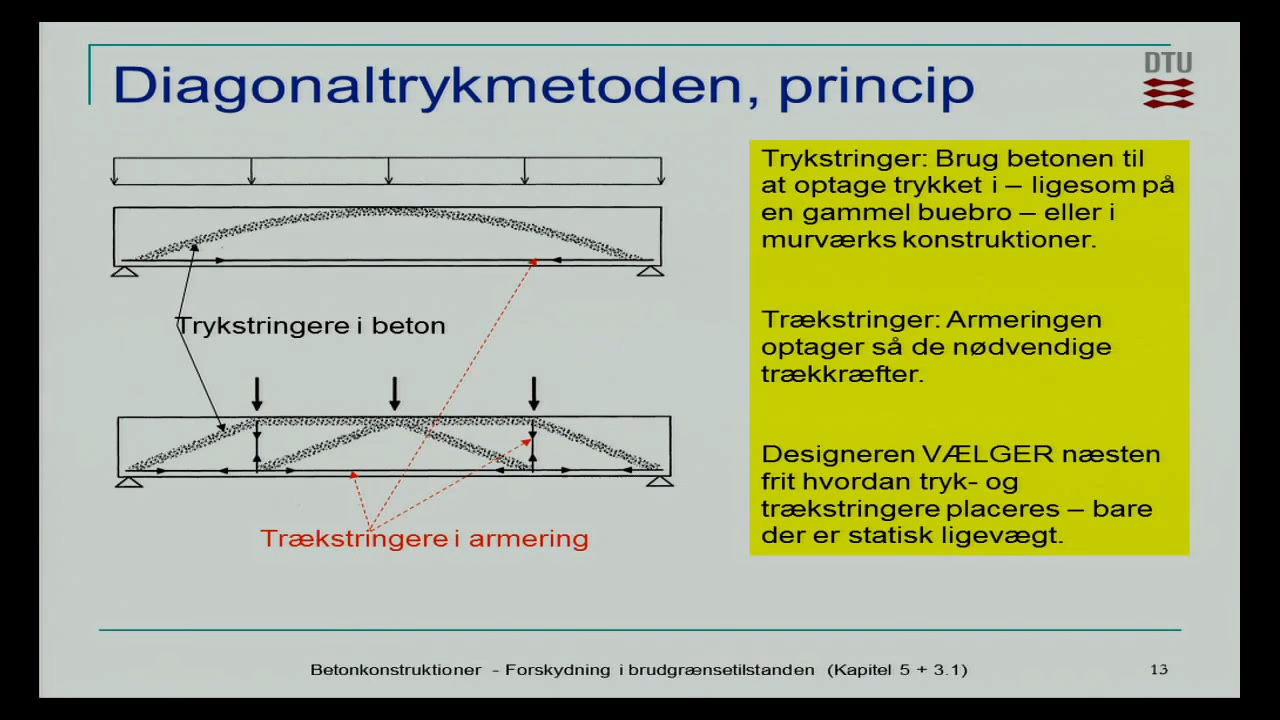 Diagonaltrykmetoden, princip
DTU
Trykstringer: Brug betonen til
at optage trykket i – ligesom på
en gammel buebro – eller i
murværks konstruktioner.
Trykstringere i beton
Trækstringer: Armeringen
optager så de nødvendige
trækkræfter.
Designeren VÆLGER næsten
frit hvordan tryk- og
trækstringere placeres – bare
der er statisk ligevægt.
Trækstringere i armering
Betonkonstruktioner - Forskydning i brudgrænsetilstanden (Kapitel 5 + 3.1)
13